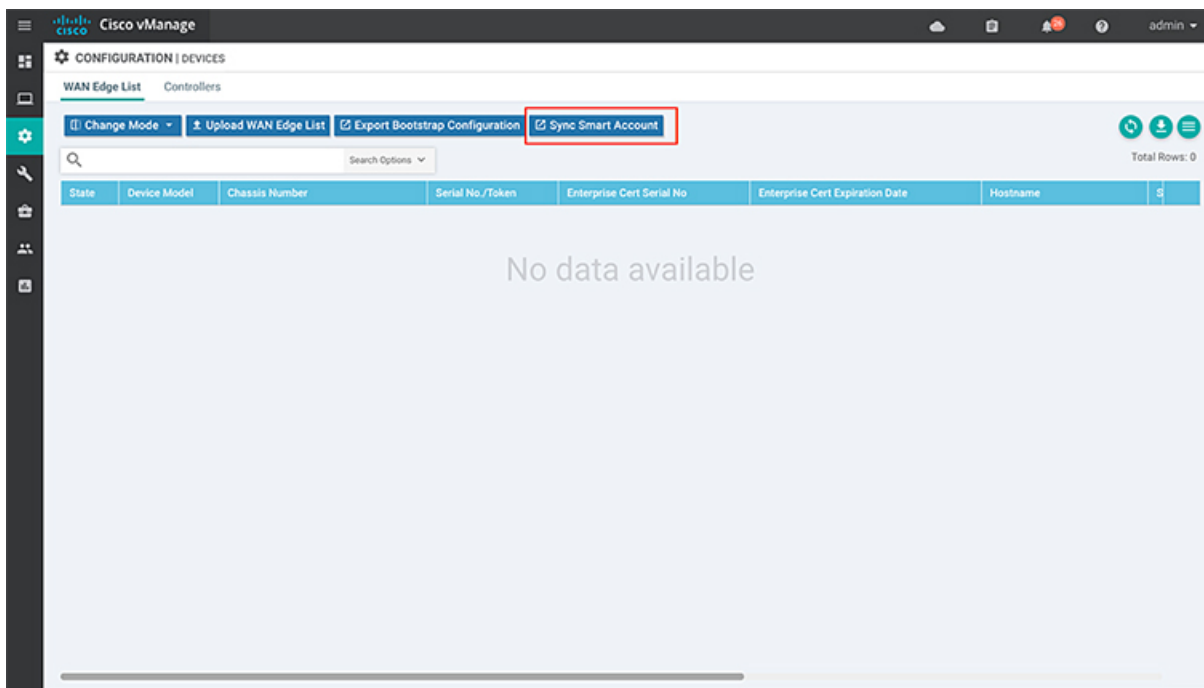 cisco Cisco vManage admin
CONFIGURATION | DEVICES
WAN Edge List Controllers
Change Mode Upload WAN Edge List Export Bootstrap Configuration Sync Smart Account
Search Options Total Rows: 0
State Device Model Chassis Number Serial No./Token Enterprise Cert Serial No Enterprise Cert Expiration Date Hostname S
No data available